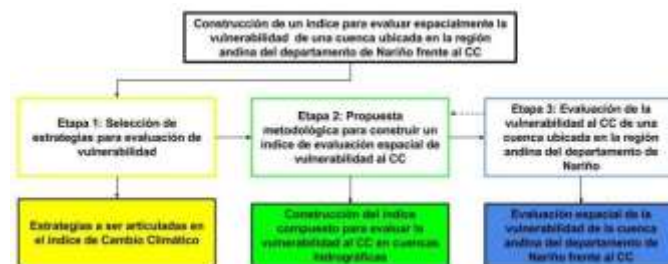 Construcción de un índice para evaluar espacialmente la
vulnerabilidad de una cuenca ubicada en la región
andina del departamento de Nariño frente al CC
Etapa 1: Selección de
estrategias para evaluación de
vulnerabilidad
Etapa 2: Propuesta
metodológica para construir un
índice de evaluación espacial de
vulnerabilidad al CC
Etapa 3: Evaluación de la
vulnerabilidad al CC de una
cuenca ubicada en la región
andina del departamento de
Nariño
Estrategias a ser articuladas en
el índice de Cambio Climático
Construcción del índice
compuesto para evaluar la
vulnerabilidad al CC en cuencas
hidrográficas
Evaluación espacial de la
vulnerabilidad de la cuenca
andina del departamento de
Nariño frente al CC